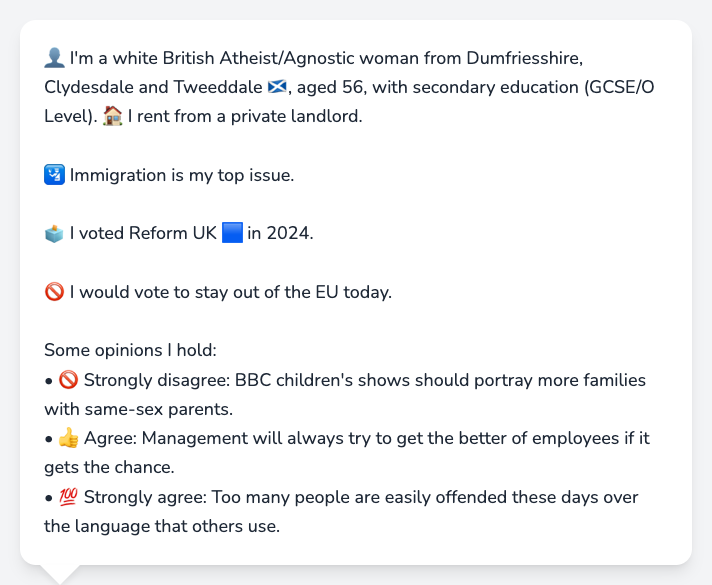 👤 I'm a white British Atheist/Agnostic woman from Dumfriesshire,
Clydesdale and Tweeddale 🏴󠁧󠁢󠁳󠁣󠁴󠁿, aged 56, with secondary education (GCSE/O
Level). 🏠 I rent from a private landlord.
🛂 Immigration is my top issue.
🗳️ I voted Reform UK 🟦 in 2024.
🚫 I would vote to stay out of the EU today.
Some opinions I hold:
• 🚫 Strongly disagree: BBC children's shows should portray more families
with same-sex parents.
• 👍 Agree: Management will always try to get the better of employees if it
gets the chance.
• 💯 Strongly agree: Too many people are easily offended these days over
the language that others use.